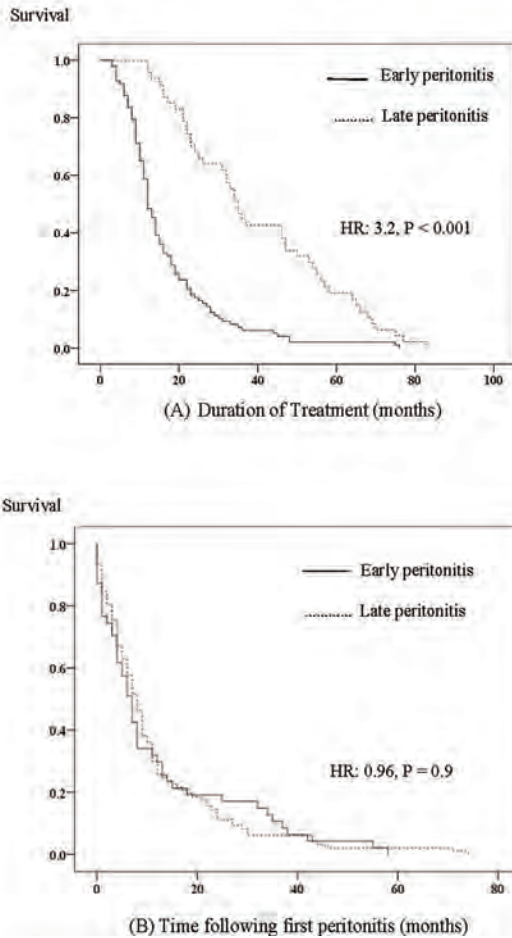 Survival
Early peritonitis
Late peritonitis
HR: 3.2, P < 0.001
1.0
0.8
0.6
0.4
0.2
0.0
0 20 40 60 80 100
(A) Duration of Treatment (months)
Survival
Early peritonitis
Late peritonitis
HR: 0.96, P = 0.9
1.0
0.8
0.6
0.4
0.2
0.0
0 20 40 60 80
(B) Time following first peritonitis (months)